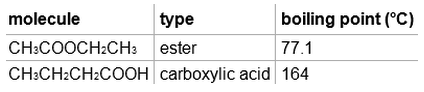 molecule type boiling point (°C)
CH₃COOCH₂CH₃ ester 77.1
CH₃CH₂CH₂COOH carboxylic acid 164